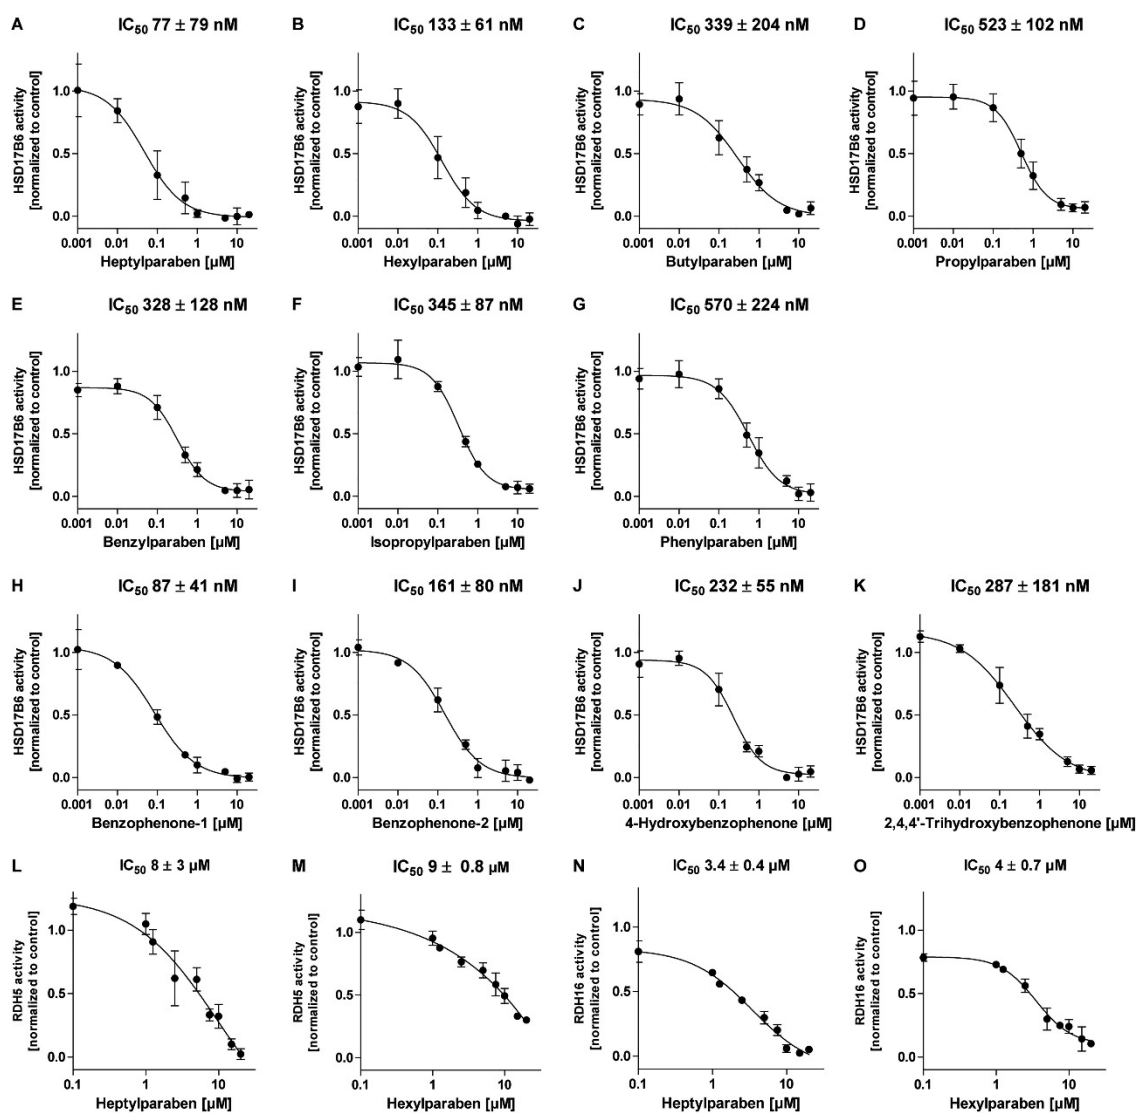 A IC50 77 ± 79 nM
HSD17B6 activity
[normalized to control]
1.0
0.5
0.0
0.001 0.01 0.1 1 10
Heptylparaben [µM]
B IC50 133 ± 61 nM
HSD17B6 activity
[normalized to control]
1.0
0.5
0.0
0.001 0.01 0.1 1 10
Hexylparaben [µM]
C IC50 339 ± 204 nM
HSD17B6 activity
[normalized to control]
1.0
0.5
0.0
0.001 0.01 0.1 1 10
Butylparaben [µM]
D IC50 523 ± 102 nM
HSD17B6 activity
[normalized to control]
1.0
0.5
0.0
0.001 0.01 0.1 1 10
Propylparaben [µM]
E IC50 328 ± 128 nM
HSD17B6 activity
[normalized to control]
1.0
0.5
0.0
0.001 0.01 0.1 1 10
Benzylparaben [µM]
F IC50 345 ± 87 nM
HSD17B6 activity
[normalized to control]
1.0
0.5
0.0
0.001 0.01 0.1 1 10
Isopropylparaben [µM]
G IC50 570 ± 224 nM
HSD17B6 activity
[normalized to control]
1.0
0.5
0.0
0.001 0.01 0.1 1 10
Phenylparaben [µM]
H IC50 87 ± 41 nM
HSD17B6 activity
[normalized to control]
1.0
0.5
0.0
0.001 0.01 0.1 1 10
Benzophenone-1 [µM]
I IC50 161 ± 80 nM
HSD17B6 activity
[normalized to control]
1.0
0.5
0.0
0.001 0.01 0.1 1 10
Benzophenone-2 [µM]
J IC50 232 ± 55 nM
HSD17B6 activity
[normalized to control]
1.0
0.5
0.0
0.001 0.01 0.1 1 10
4-Hydroxybenzophenone [µM]
K IC50 287 ± 181 nM
HSD17B6 activity
[normalized to control]
1.0
0.5
0.0
0.001 0.01 0.1 1 10
2,4,4'-Trihydroxybenzophenone [µM]
L IC50 8 ± 3 µM
RDH5 activity
[normalized to control]
1.0
0.5
0.0
0.1 1 10
Heptylparaben [µM]
M IC50 9 ± 0.8 µM
RDH5 activity
[normalized to control]
1.0
0.5
0.0
0.1 1 10
Hexylparaben [µM]
N IC50 3.4 ± 0.4 µM
RDH16 activity
[normalized to control]
1.0
0.5
0.0
0.1 1 10
Heptylparaben [µM]
O IC50 4 ± 0.7 µM
RDH16 activity
[normalized to control]
1.0
0.5
0.0
0.1 1 10
Hexylparaben [µM]